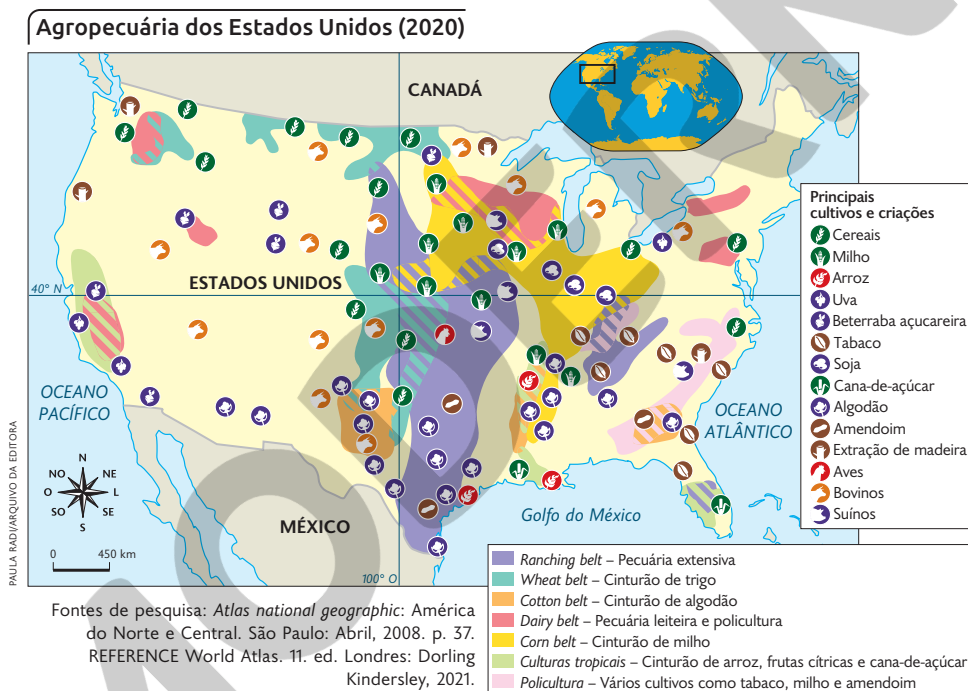 Agropecuária dos Estados Unidos (2020)
CANADÁ
ESTADOS UNIDOS
40° N
OCEANO
PACÍFICO
OCEANO
ATLÂNTICO
N
NO
NE
O
L
SO
SE
S
MÉXICO
Golfo do México
0
450 km
100° O
PAULA RADI/ARQUIVO DA EDITORA
Principais
cultivos e criações
Cereais
Milho
Arroz
Uva
Beterraba açucareira
Tabaco
Soja
Cana-de-açúcar
Algodão
Amendoim
Extração de madeira
Aves
Bovinos
Suínos
Ranching belt – Pecuária extensiva
Wheat belt – Cinturão de trigo
Cotton belt – Cinturão de algodão
Dairy belt – Pecuária leiteira e policultura
Corn belt – Cinturão de milho
Culturas tropicais – Cinturão de arroz, frutas cítricas e cana-de-açúcar
Policultura – Vários cultivos como tabaco, milho e amendoim
Fontes de pesquisa: Atlas national geographic: América
do Norte e Central. São Paulo: Abril, 2008. p. 37.
REFERENCE World Atlas. 11. ed. Londres: Dorling
Kindersley, 2021.